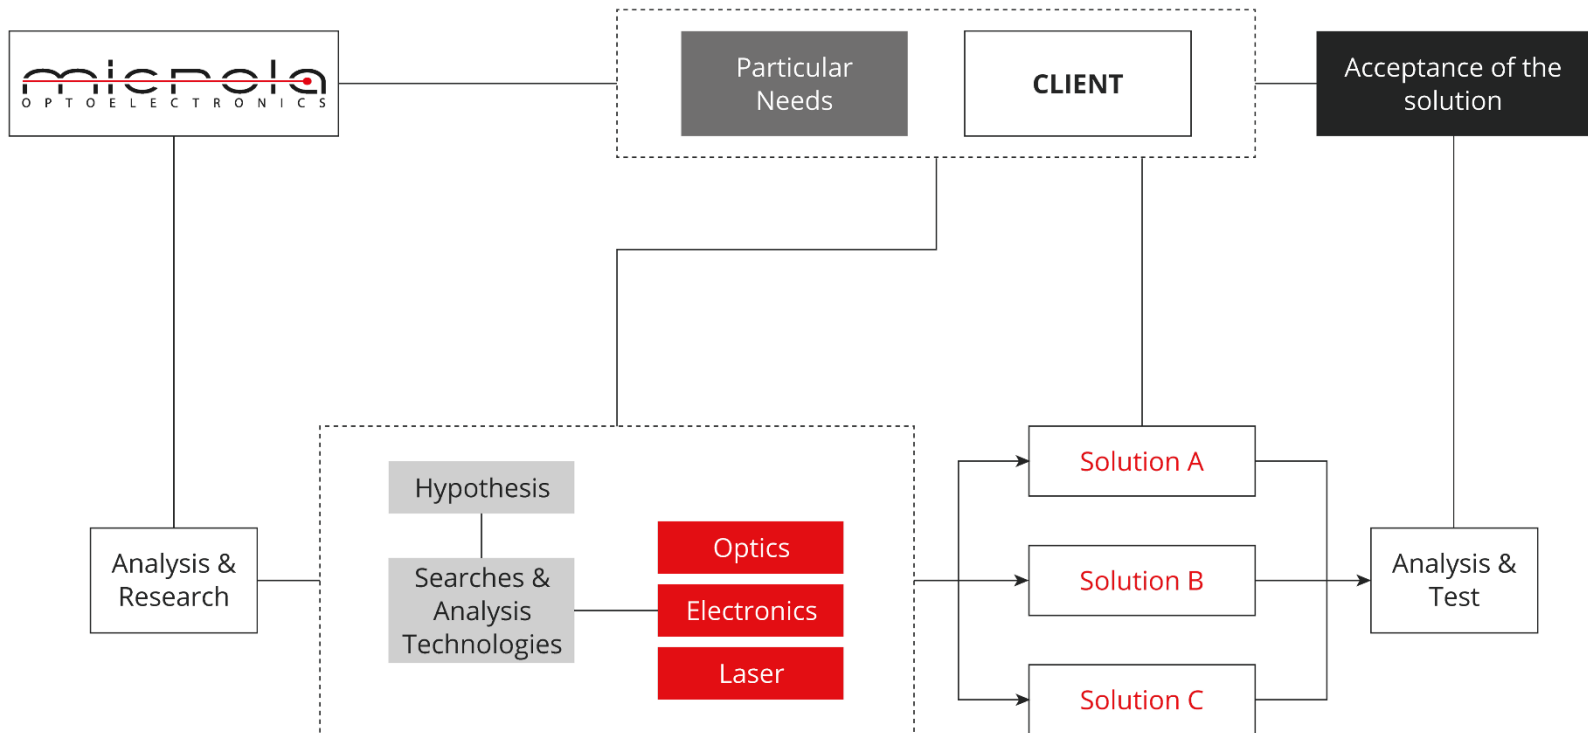 micpola
OPTOELECTRONICS
Particular
Needs
CLIENT
Acceptance of the
solution
Analysis &
Research
Hypothesis
Searches &
Analysis
Technologies
Optics
Electronics
Laser
Solution A
Solution B
Solution C
Analysis &
Test